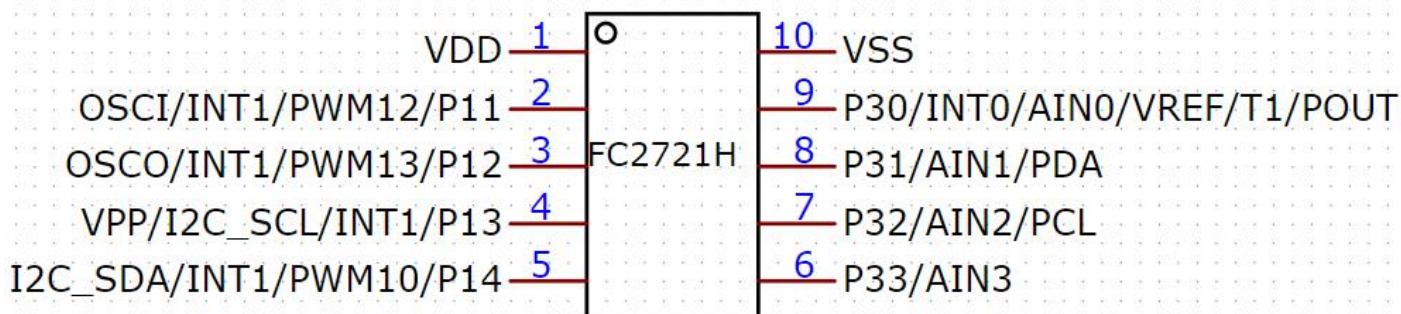 VDD 1 10 VSS
OSCI/INT1/PWM12/P11 2 9 P30/INT0/AIN0/VREF/T1/POUT
OSCO/INT1/PWM13/P12 3 FC2721H 8 P31/AIN1/PDA
VPP/I2C_SCL/INT1/P13 4 7 P32/AIN2/PCL
I2C_SDA/INT1/PWM10/P14 5 6 P33/AIN3